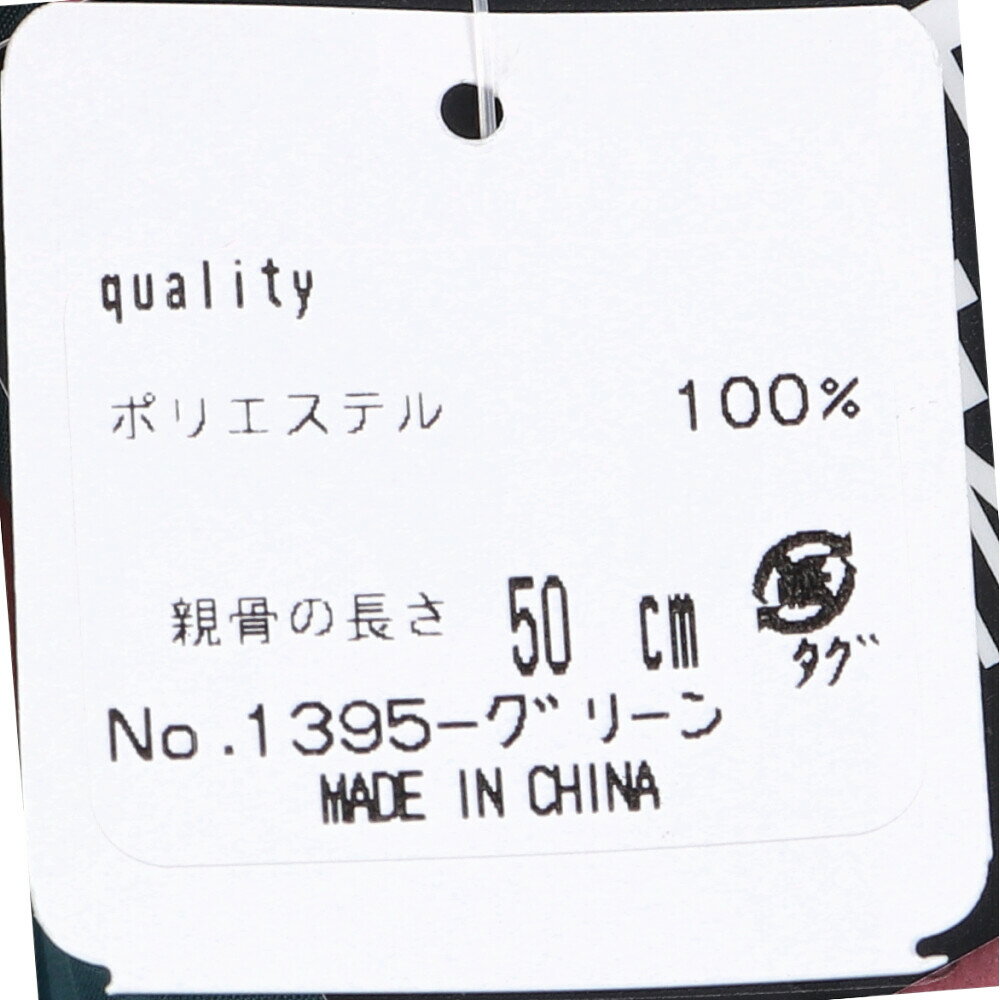 quality
ポリエステル 100%
親骨の長さ 50 cm
タグ
No.1395-グリーン
MADE IN CHINA